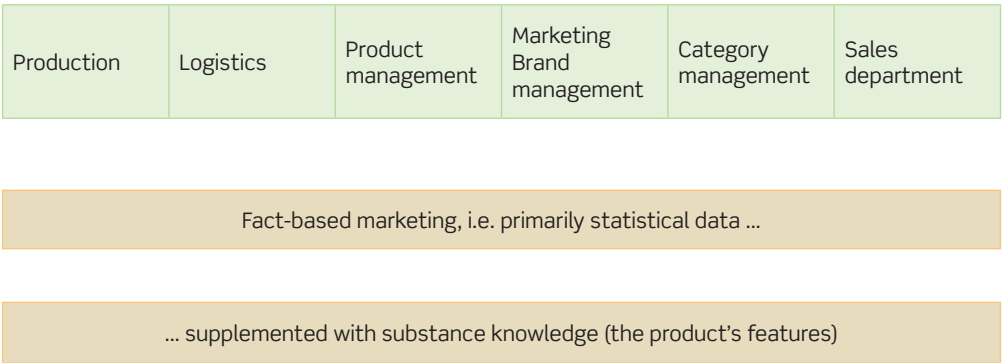 Production
Logistics
Product
management
Marketing
Brand
management
Category
management
Sales
department
Fact-based marketing, i.e. primarily statistical data ...
... supplemented with substance knowledge (the product’s features)